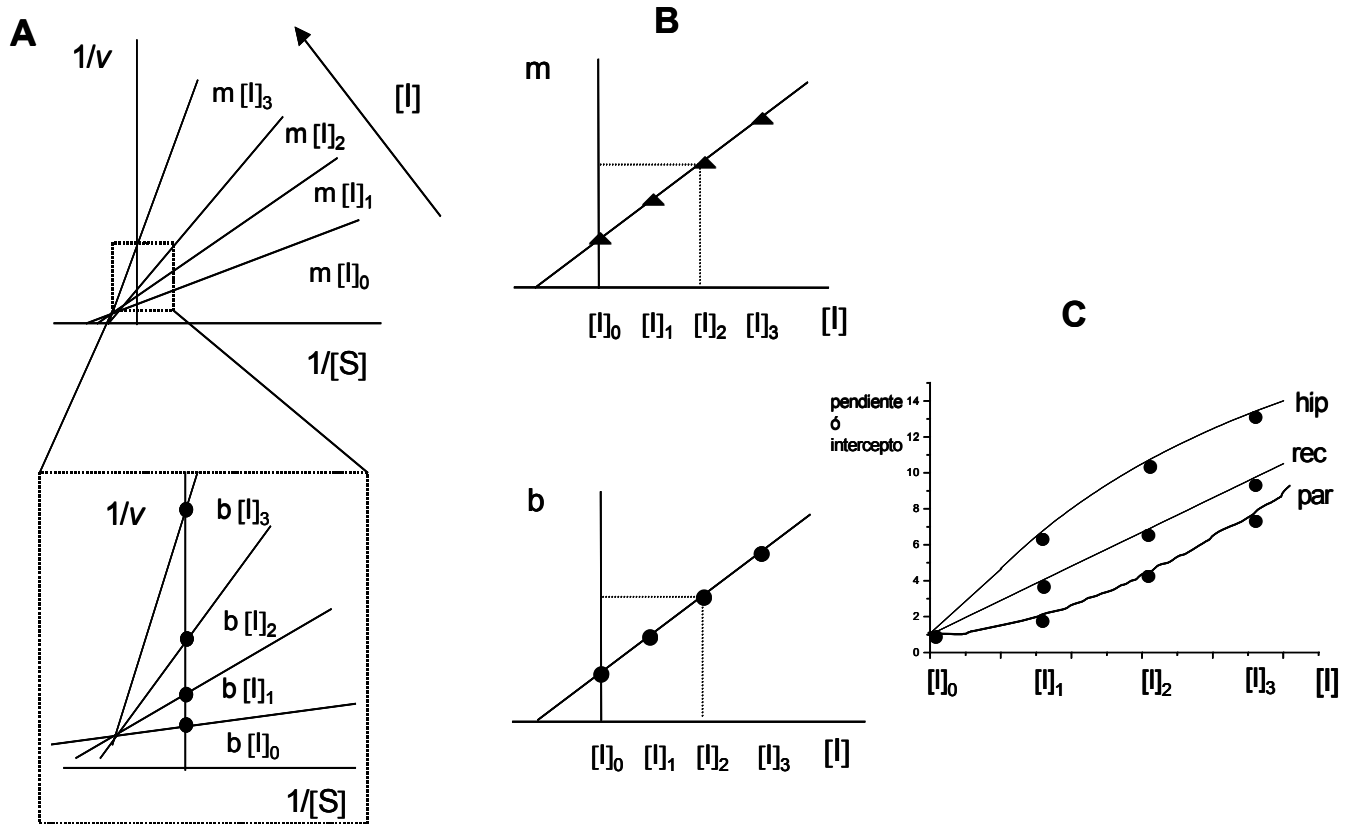 A
1/v
m [I]3
[I]
m [I]2
m [I]1
m [I]0
1/[S]
1/v
b [I]3
b [I]2
b [I]1
b [I]0
1/[S]
B
m
[I]0 [I]1 [I]2 [I]3 [I]
b
[I]0 [I]1 [I]2 [I]3 [I]
C
pendiente
ó
intercepto
14
12
10
8
6
4
2
0
hip
rec
par
[I]0 [I]1 [I]2 [I]3 [I]